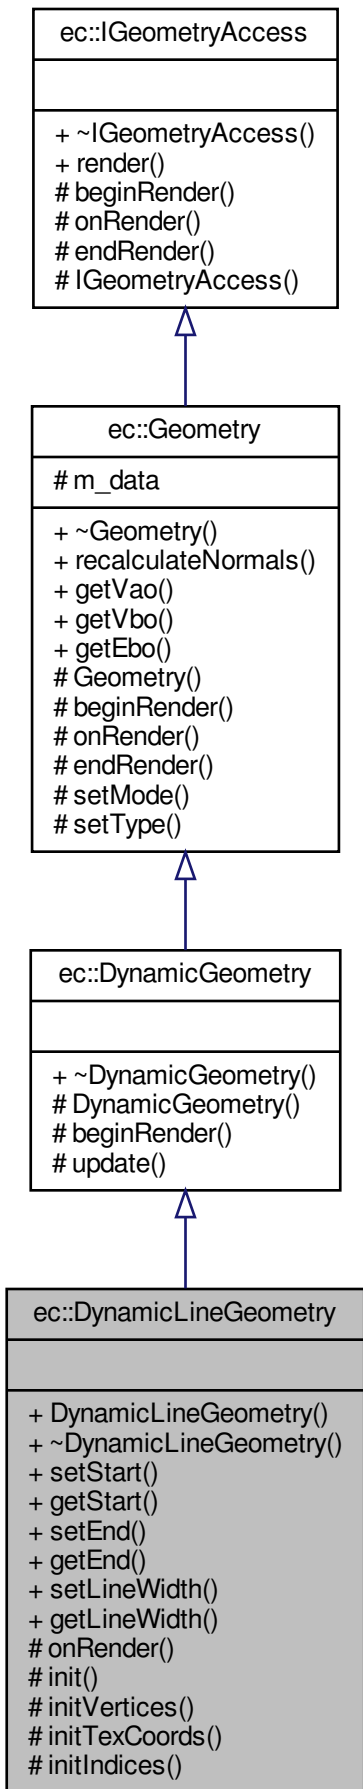 ec::IGeometryAccess
+ ~IGeometryAccess()
+ render()
# beginRender()
# onRender()
# endRender()
# IGeometryAccess()
ec::Geometry
# m_data
+ ~Geometry()
+ recalculateNormals()
+ getVao()
+ getVbo()
+ getEbo()
# Geometry()
# beginRender()
# onRender()
# endRender()
# setMode()
# setType()
ec::DynamicGeometry
+ ~DynamicGeometry()
# DynamicGeometry()
# beginRender()
# update()
ec::DynamicLineGeometry
+ DynamicLineGeometry()
+ ~DynamicLineGeometry()
+ setStart()
+ getStart()
+ setEnd()
+ getEnd()
+ setLineWidth()
+ getLineWidth()
# onRender()
# init()
# initVertices()
# initTexCoords()
# initIndices()